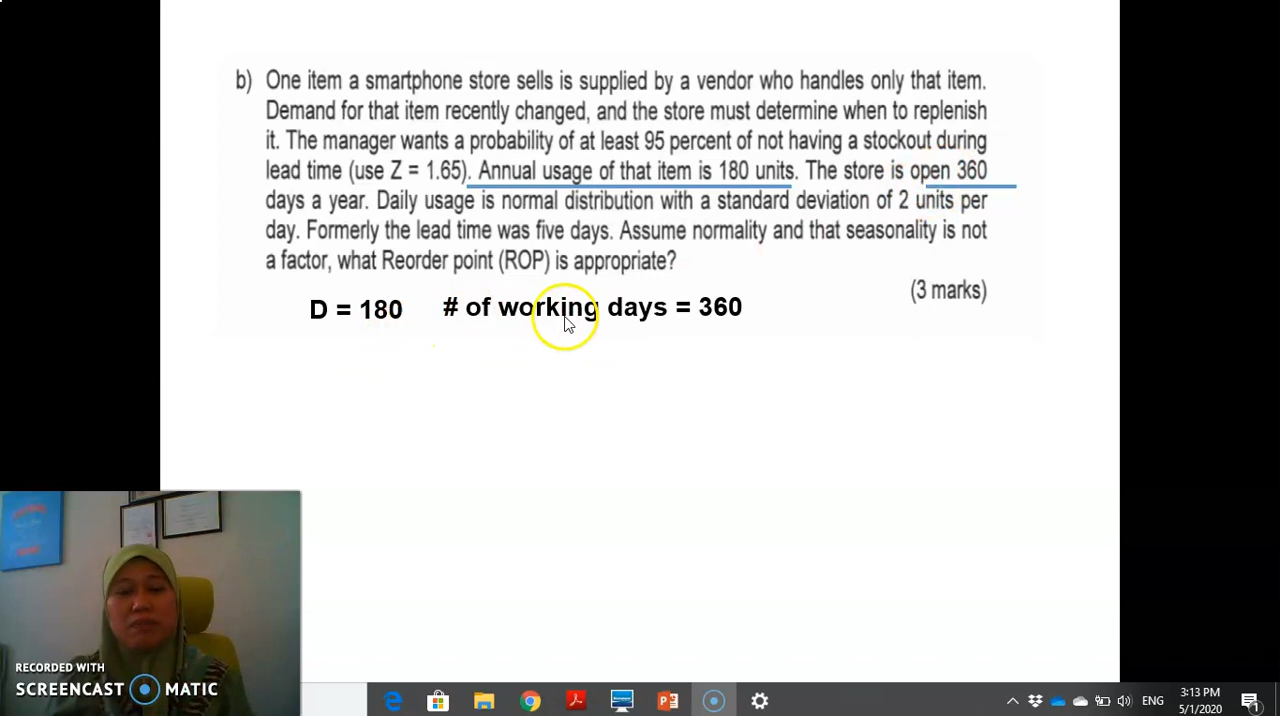 b) One item a smartphone store sells is supplied by a vendor who handles only that item.
Demand for that item recently changed, and the store must determine when to replenish
it. The manager wants a probability of at least 95 percent of not having a stockout during
lead time (use Z = 1.65). Annual usage of that item is 180 units. The store is open 360
days a year. Daily usage is normal distribution with a standard deviation of 2 units per
day. Formerly the lead time was five days. Assume normality and that seasonality is not
a factor, what Reorder point (ROP) is appropriate?
(3 marks)
D = 180 # of working days = 360
RECORDED WITH
SCREENCAST MATIC
ENG
3:13 PM
5/1/2020
1